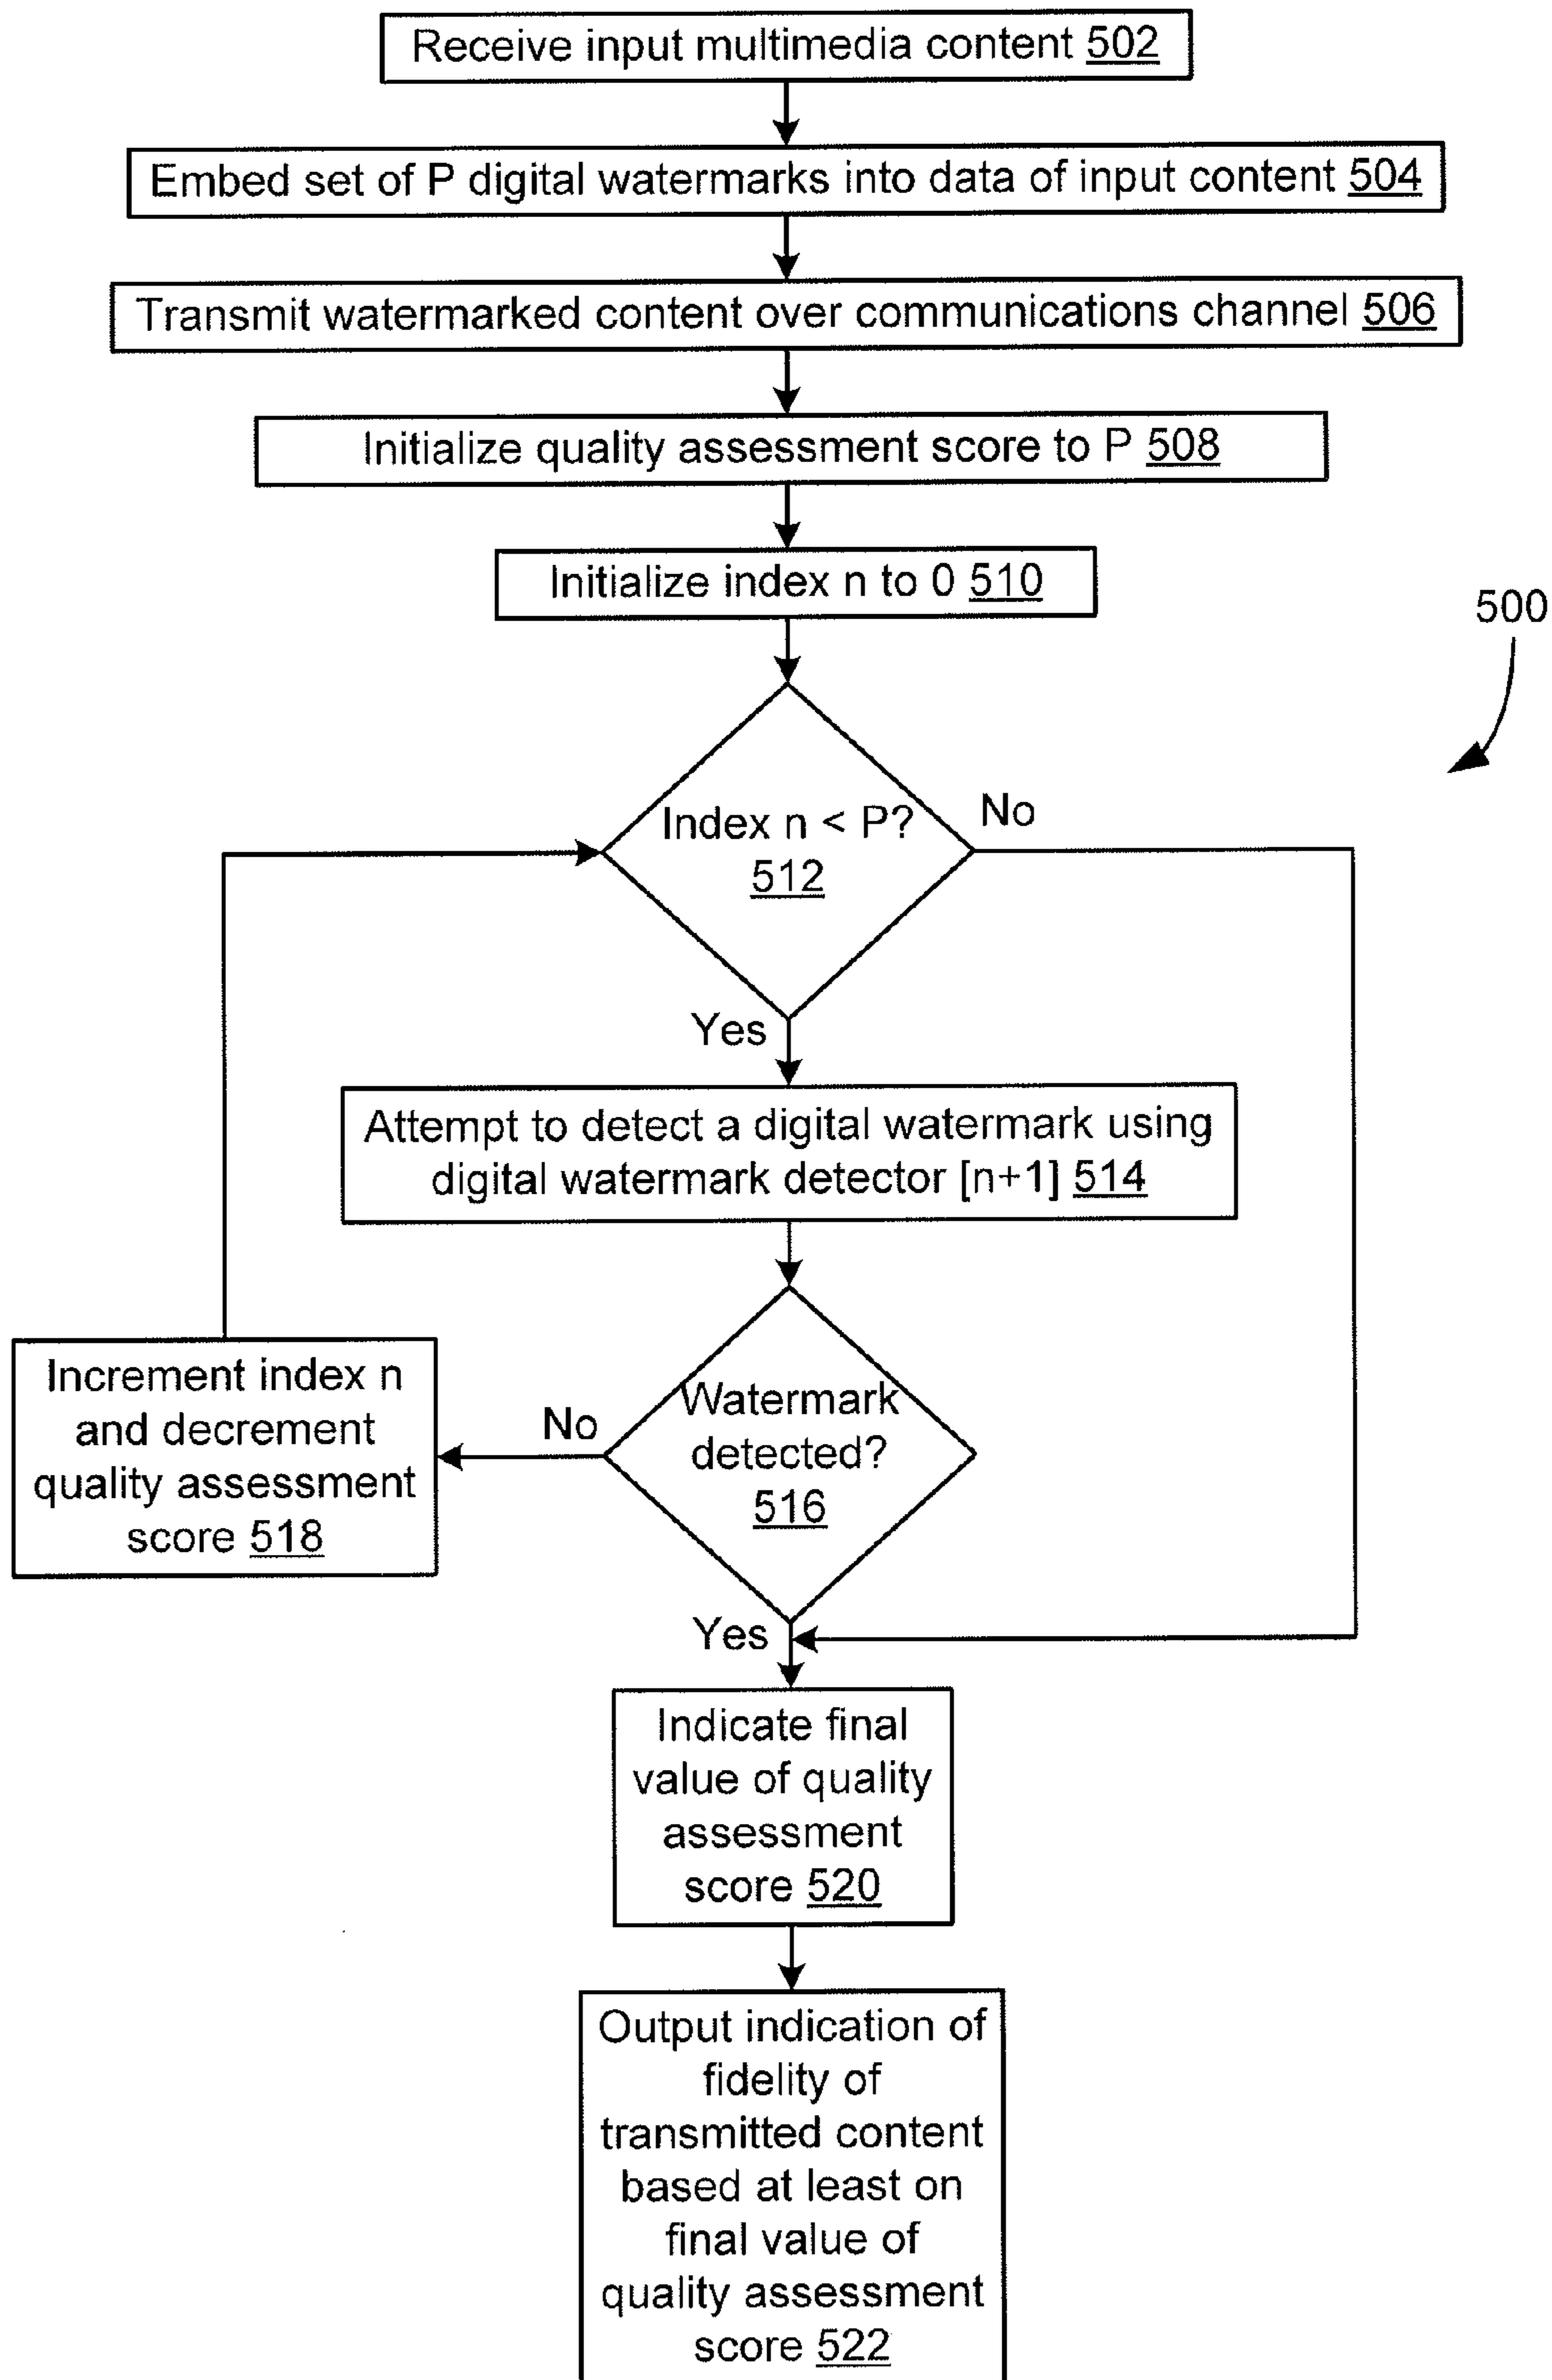 Receive input multimedia content 502
Embed set of P digital watermarks into data of input content 504
Transmit watermarked content over communications channel 506
Initialize quality assessment score to P 508
Initialize index n to 0 510
500
Index n < P?
512
No
Yes
Attempt to detect a digital watermark using
digital watermark detector [n+1] 514
Watermark
detected?
516
No
Increment index n
and decrement
quality assessment
score 518
Yes
Indicate final
value of quality
assessment
score 520
Output indication of
fidelity of
transmitted content
based at least on
final value of
quality assessment
score 522